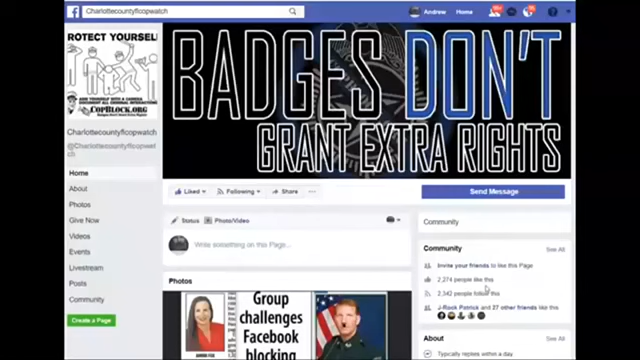 Charlottecountyflcopwatch
Andrew
Home
ROTECT YOURSEL
COPBLOCK.ORG
BADGES DON'T
GRANT EXTRA RIGHTS
Charlottecountyflcopwatch
@Charlottecountyflcopwatch
Home
About
Photos
Give Now
Videos
Events
Livestream
Posts
Community
Create a Page
Liked
Following
Share
Send Message
Status
Photo/Video
Write something on this Page...
Photos
Group
challenges
Facebook
blocking
Community
Community
See All
Invite your friends to like this Page
2,274 people like this
2,342 people follow this
J-Rock Patrick and 27 other friends like this
About
See All
Typically replies within a day